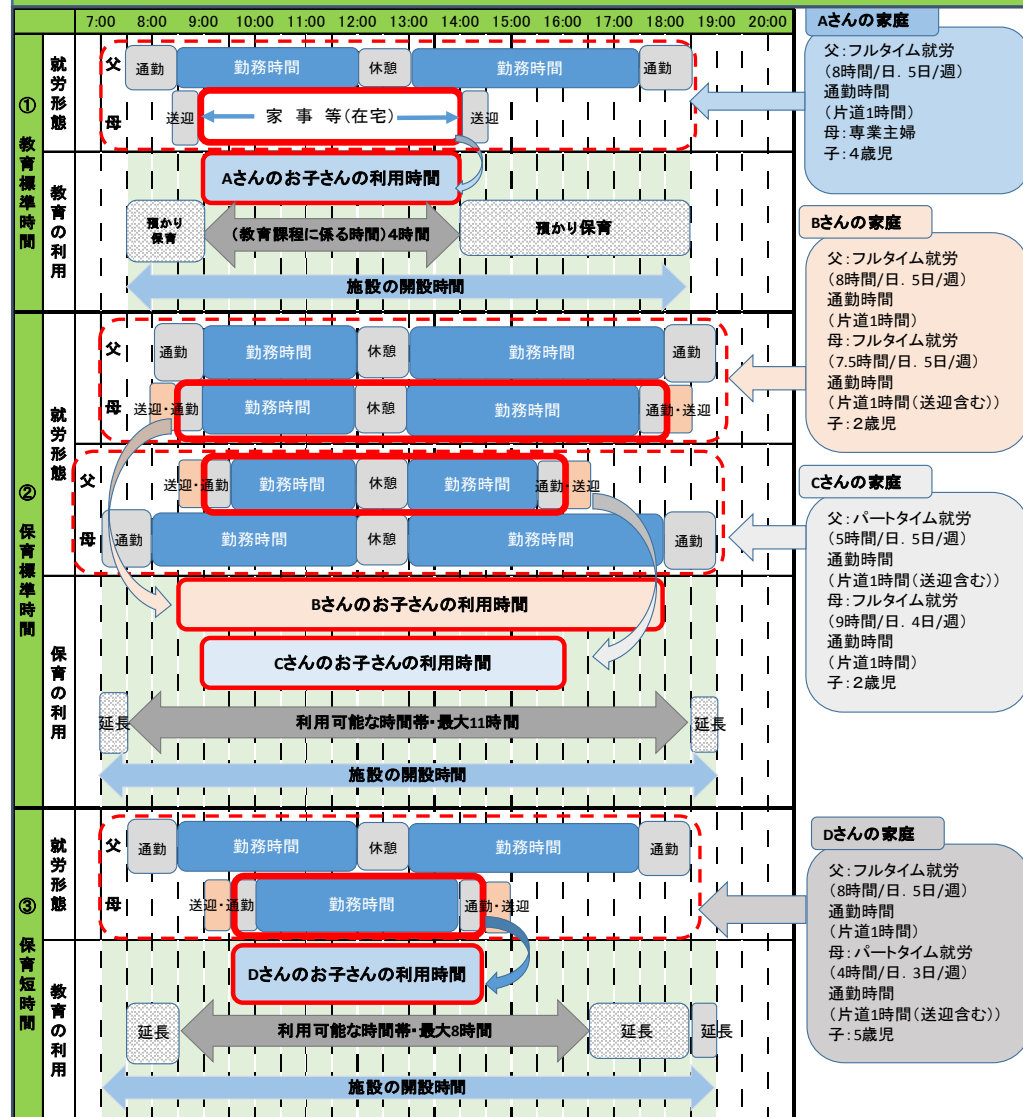 7:00 8:00 9:00 10:00 11:00 12:00 13:00 14:00 15:00 16:00 17:00 18:00 19:00 20:00
① 教育標準時間
就労形態
父
通勤 勤務時間 休憩 勤務時間 通勤
母
送迎 家 事 等(在宅) 送迎
教育の利用
Aさんのお子さんの利用時間
預かり
保育
(教育課程に係る時間)4時間
預かり保育
施設の開設時間
② 保育標準時間
就労形態
父
通勤 勤務時間 休憩 勤務時間 通勤
母
送迎・通勤 勤務時間 休憩 勤務時間 通勤・送迎
父
送迎・通勤 勤務時間 休憩 勤務時間 通勤・送迎
母
通勤 勤務時間 休憩 勤務時間 通勤
保育の利用
Bさんのお子さんの利用時間
Cさんのお子さんの利用時間
延長 利用可能な時間帯・最大11時間 延長
施設の開設時間
③ 保育短時間
就労形態
父
通勤 勤務時間 休憩 勤務時間 通勤
母
送迎・通勤 勤務時間 通勤・送迎
教育の利用
Dさんのお子さんの利用時間
延長 利用可能な時間帯・最大8時間 延長 延長
施設の開設時間
Aさんの家庭
父:フルタイム就労
(8時間/日．5日/週)
通勤時間
(片道1時間)
母:専業主婦
子:4歳児
Bさんの家庭
父:フルタイム就労
(8時間/日．5日/週)
通勤時間
(片道1時間)
母:フルタイム就労
(7.5時間/日．5日/週)
通勤時間
(片道1時間(送迎含む))
子:2歳児
Cさんの家庭
父:パートタイム就労
(5時間/日．5日/週)
通勤時間
(片道1時間(送迎含む))
母:フルタイム就労
(9時間/日．4日/週)
通勤時間
(片道1時間)
子:2歳児
Dさんの家庭
父:フルタイム就労
(8時間/日．5日/週)
通勤時間
(片道1時間)
母:パートタイム就労
(4時間/日．3日/週)
通勤時間
(片道1時間(送迎含む))
子:5歳児